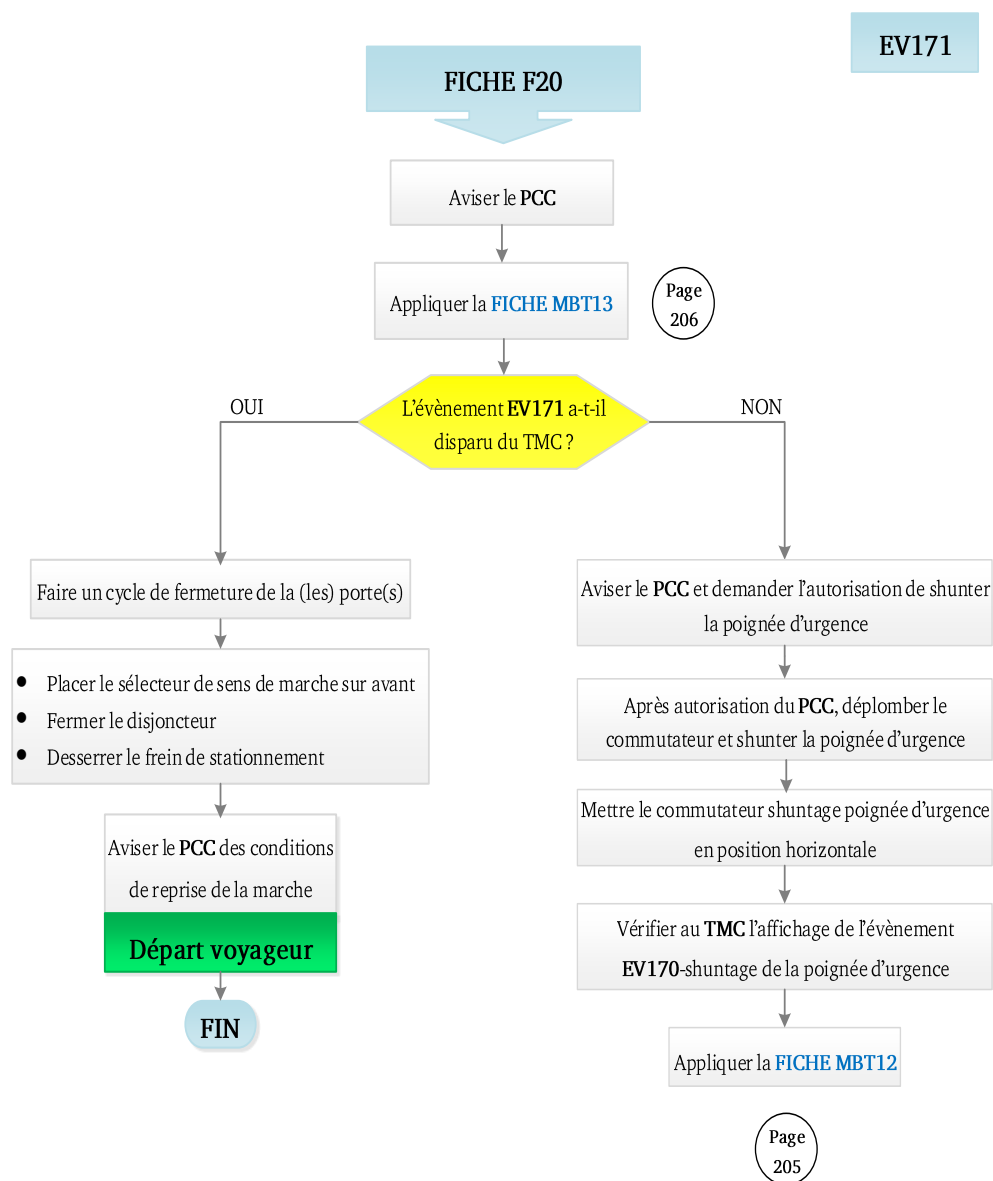 EV171
FICHE F20
Aviser le PCC
Appliquer la FICHE MBT13
Page
206
L'évènement EV171 a-t-il
disparu du TMC ?
OUI
NON
Faire un cycle de fermeture de la (les) porte(s)
• Placer le sélecteur de sens de marche sur avant
• Fermer le disjoncteur
• Desserrer le frein de stationnement
Aviser le PCC des conditions
de reprise de la marche
Départ voyageur
FIN
Aviser le PCC et demander l'autorisation de shunter
la poignée d'urgence
Après autorisation du PCC, déplomber le
commutateur et shunter la poignée d'urgence
Mettre le commutateur shuntage poignée d'urgence
en position horizontale
Vérifier au TMC l'affichage de l'évènement
EV170-shuntage de la poignée d'urgence
Appliquer la FICHE MBT12
Page
205